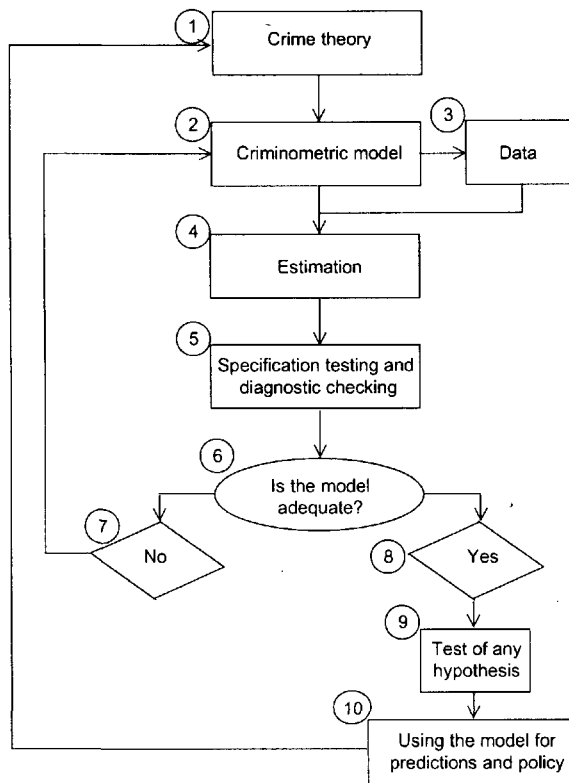 1
Crime theory
2
Criminometric model
3
Data
4
Estimation
5
Specification testing and
diagnostic checking
6
Is the model
adequate?
7
No
8
Yes
9
Test of any
hypothesis
10
Using the model for
predictions and policy